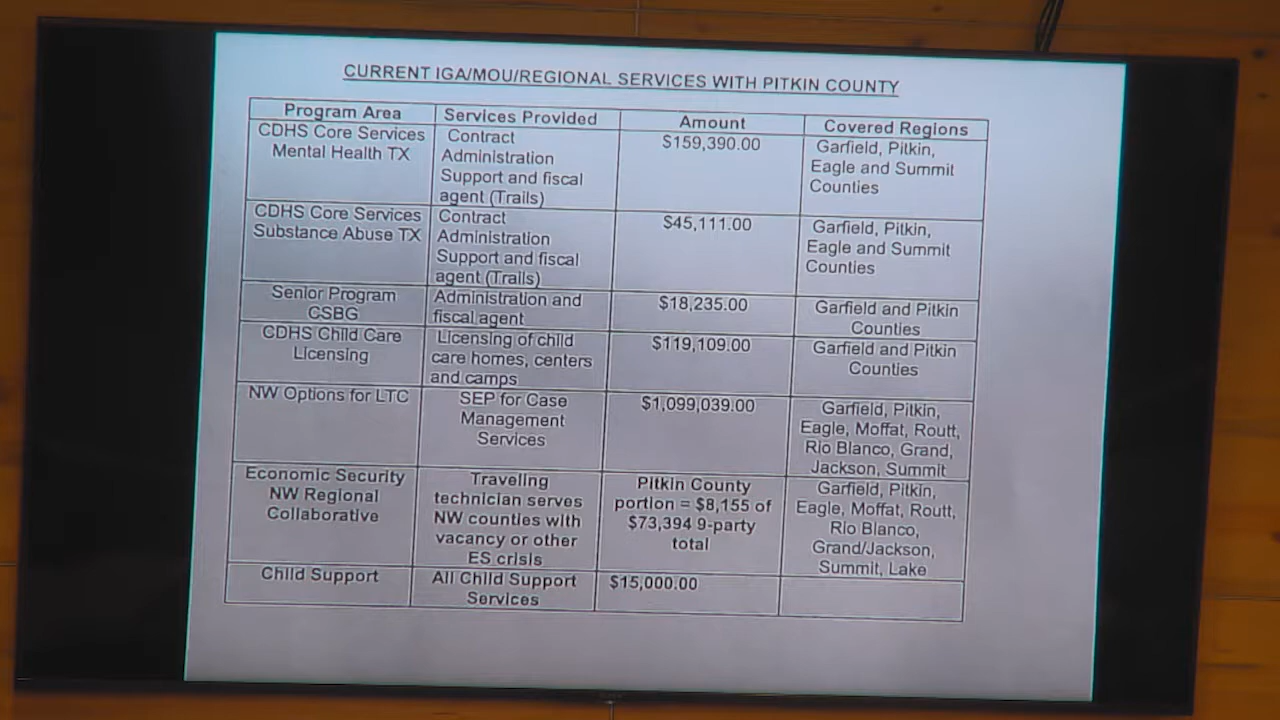 CURRENT IGA/MOU/REGIONAL SERVICES WITH PITKIN COUNTY
Program Area
Services Provided
Amount
Covered Regions
CDHS Core Services
Mental Health TX
Contract
Administration
Support and fiscal
agent (Trails)
$159,390.00
Garfield, Pitkin,
Eagle and Summit
Counties
CDHS Core Services
Substance Abuse TX
Contract
Administration
Support and fiscal
agent (Trails)
$45,111.00
Garfield, Pitkin,
Eagle and Summit
Counties
Senior Program
CSBG
Administration and
fiscal agent
$18,235.00
Garfield and Pitkin
Counties
CDHS Child Care
Licensing
Licensing of child
care homes, centers
and camps
$119,109.00
Garfield and Pitkin
Counties
NW Options for LTC
SEP for Case
Management
Services
$1,099,039.00
Garfield, Pitkin,
Eagle, Moffat, Routt,
Rio Blanco, Grand,
Jackson, Summit
Economic Security
NW Regional
Collaborative
Traveling
technician serves
NW counties with
vacancy or other
ES crisis
Pitkin County
portion = $8,155 of
$73,394 9-party
total
Garfield, Pitkin,
Eagle, Moffat, Routt,
Rio Blanco,
Grand/Jackson,
Summit, Lake
Child Support
All Child Support
Services
$15,000.00